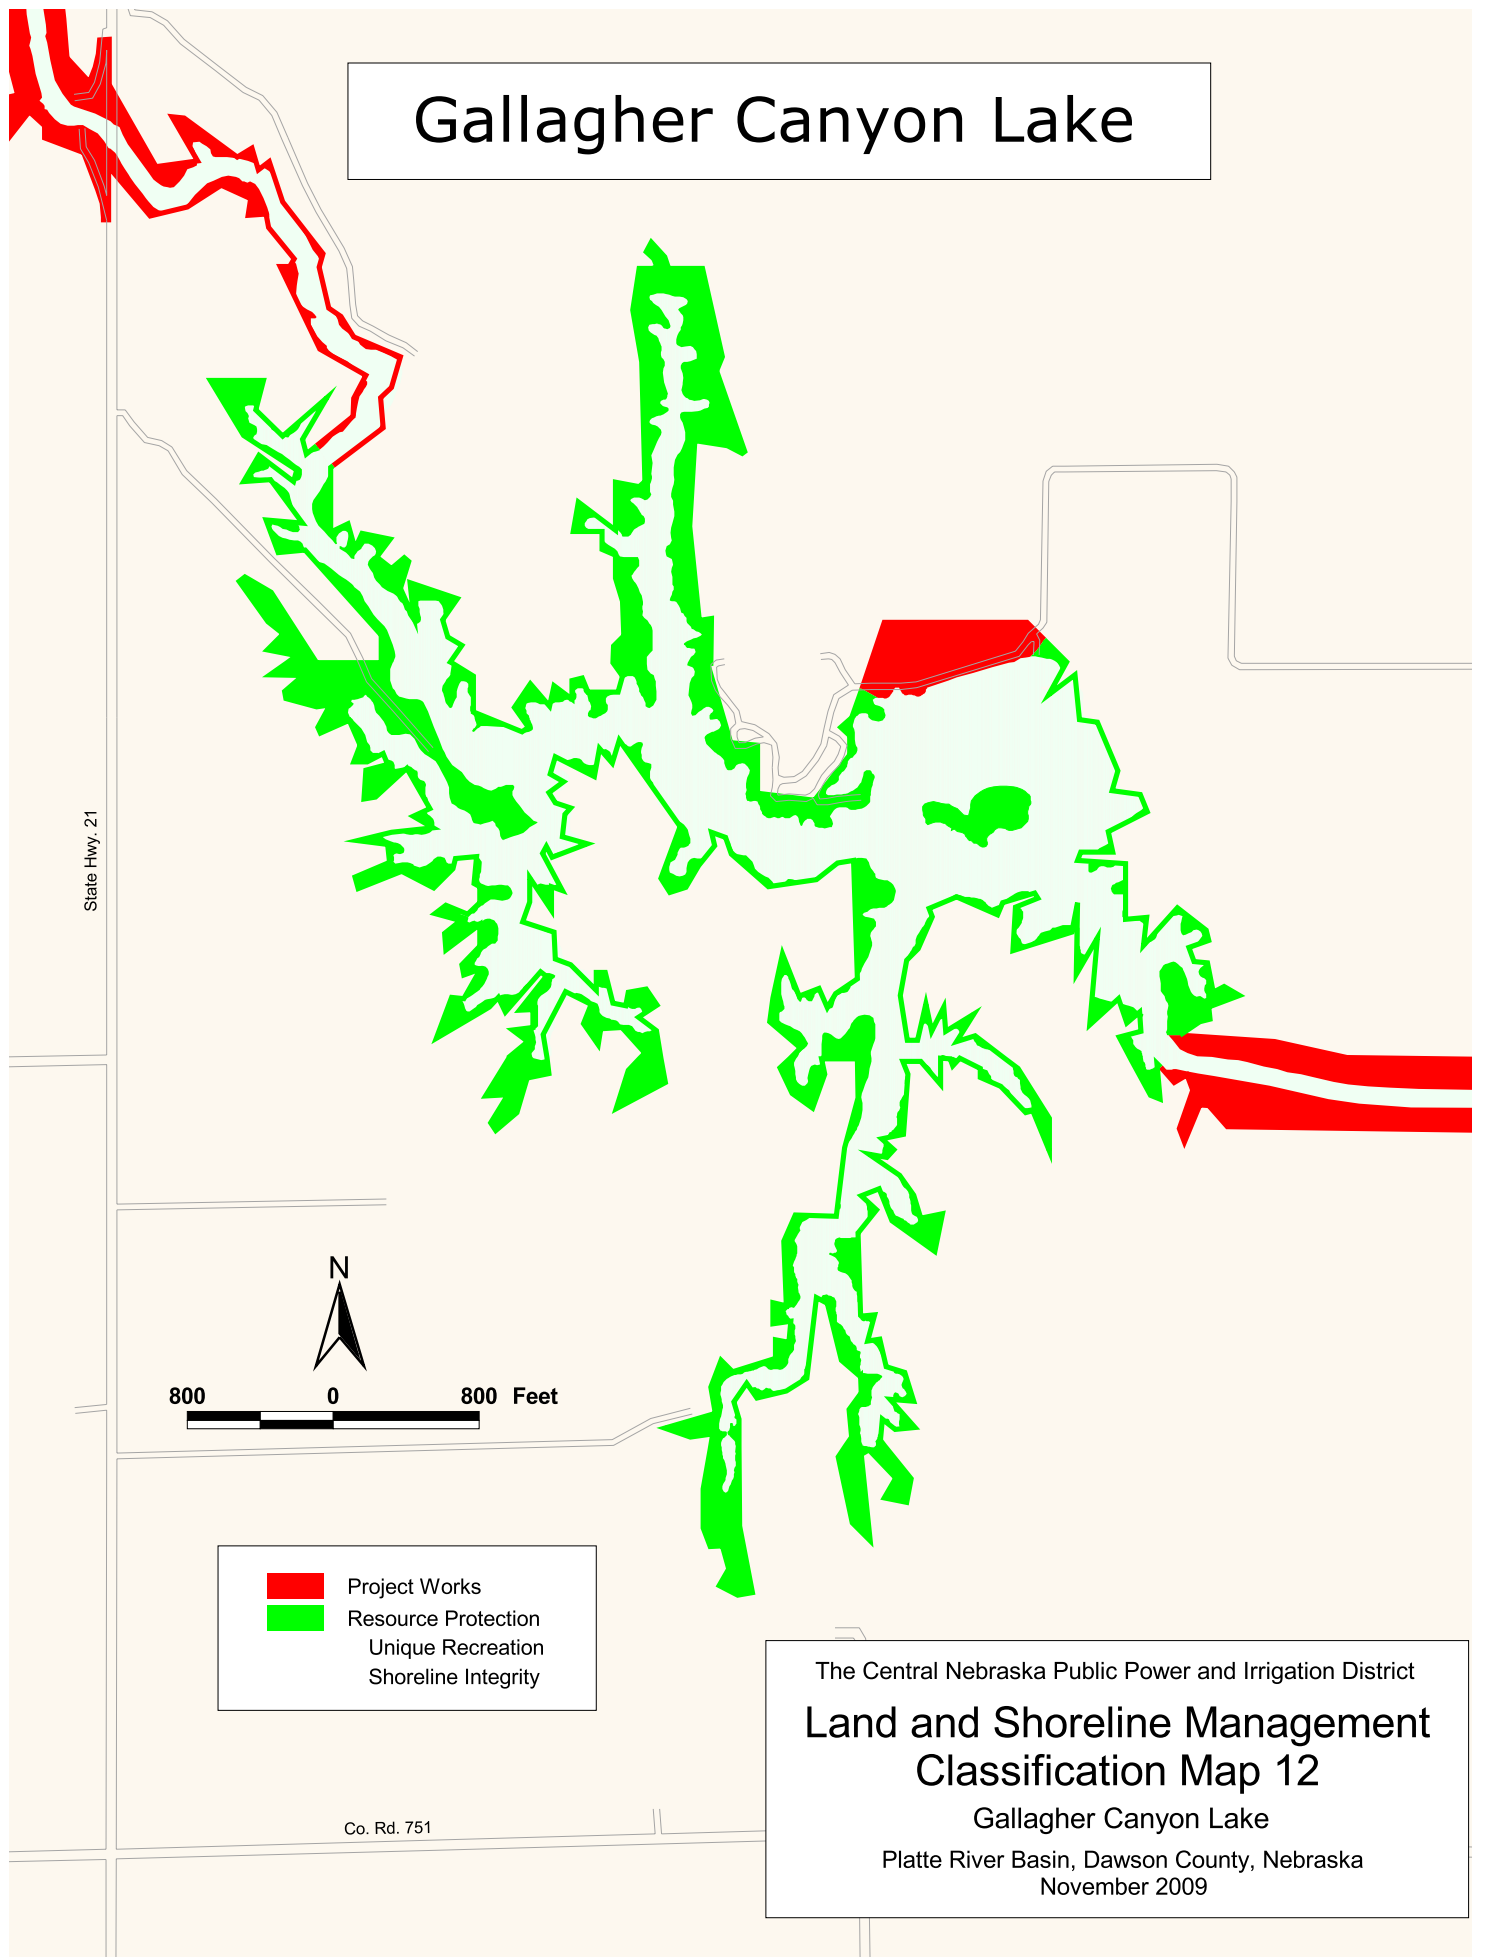 Gallagher Canyon Lake
State Hwy. 21
N
800 0 800 Feet
Project Works
Resource Protection
Unique Recreation
Shoreline Integrity
The Central Nebraska Public Power and Irrigation District
Land and Shoreline Management
Classification Map 12
Gallagher Canyon Lake
Platte River Basin, Dawson County, Nebraska
November 2009
Co. Rd. 751